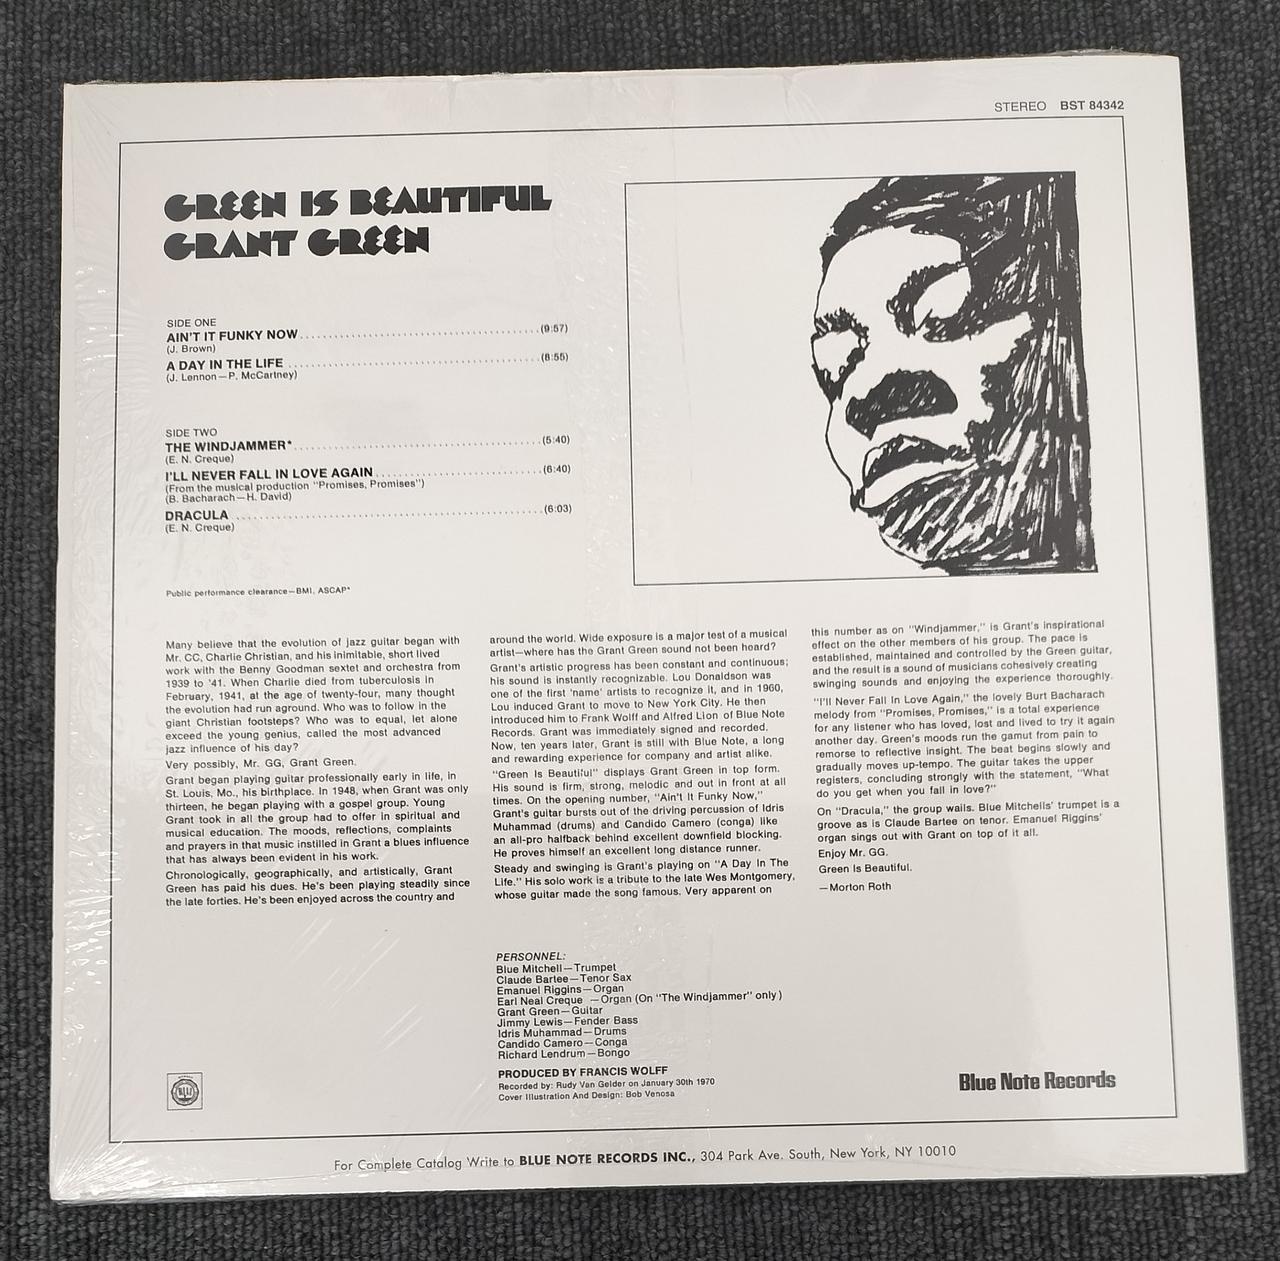 STEREO BST 84342
GREEN IS BEAUTIFUL
GRANT GREEN
SIDE ONE
AIN'T IT FUNKY NOW (9:57)
(J. Brown)
A DAY IN THE LIFE (8:55)
(J. Lennon—P. McCartney)
SIDE TWO
THE WINDJAMMER* (5:40)
(E. N. Creque)
I'LL NEVER FALL IN LOVE AGAIN (6:40)
(From the musical production "Promises, Promises")
(B. Bacharach—H. David)
DRACULA (6:03)
(E. N. Creque)
Public performance clearance—BMI, ASCAP*
Many believe that the evolution of jazz guitar began with
Mr. CC, Charlie Christian, and his inimitable, short lived
work with the Benny Goodman sextet and orchestra from
1939 to '41. When Charlie died from tuberculosis in
February, 1941, at the age of twenty-four, many thought
the evolution had run aground. Who was to follow in the
giant Christian footsteps? Who was to equal, let alone
exceed the young genius, called the most advanced
jazz influence of his day?
Very possibly, Mr. GG, Grant Green.
Grant began playing guitar professionally early in life, in
St. Louis, Mo., his birthplace. In 1948, when Grant was only
thirteen, he began playing with a gospel group. Young
Grant took in all the group had to offer in spiritual and
musical education. The moods, reflections, complaints
and prayers in that music instilled in Grant a blues influence
that has always been evident in his work.
Chronologically, geographically, and artistically, Grant
Green has paid his dues. He's been playing steadily since
the late forties. He's been enjoyed across the country and
around the world. Wide exposure is a major test of a musical
artist—where has the Grant Green sound not been heard?
Grant's artistic progress has been constant and continuous;
his sound is instantly recognizable. Lou Donaldson was
one of the first 'name' artists to recognize it, and in 1960,
Lou induced Grant to move to New York City. He then
introduced him to Frank Wolff and Alfred Lion of Blue Note
Records. Grant was immediately signed and recorded.
Now, ten years later, Grant is still with Blue Note, a long
and rewarding experience for company and artist alike.
"Green Is Beautiful" displays Grant Green in top form.
His sound is firm, strong, melodic and out in front at all
times. On the opening number, "Ain't It Funky Now,"
Grant's guitar bursts out of the driving percussion of Idris
Muhammad (drums) and Candido Camero (conga) like
an all-pro halfback behind excellent downfield blocking.
He proves himself an excellent long distance runner.
Steady and swinging is Grant's playing on "A Day In The
Life." His solo work is a tribute to the late Wes Montgomery,
whose guitar made the song famous. Very apparent on
this number as on "Windjammer," is Grant's inspirational
effect on the other members of his group. The pace is
established, maintained and controlled by the Green guitar,
and the result is a sound of musicians cohesively creating
swinging sounds and enjoying the experience thoroughly.
"I'll Never Fall In Love Again," the lovely Burt Bacharach
melody from "Promises, Promises," is a total experience
for any listener who has loved, lost and lived to try it again
another day. Green's moods run the gamut from pain to
remorse to reflective insight. The beat begins slowly and
gradually moves up-tempo. The guitar takes the upper
registers, concluding strongly with the statement, "What
do you get when you fall in love?"
On "Dracula," the group wails. Blue Mitchells' trumpet is a
groove as is Claude Bartee on tenor. Emanuel Riggins'
organ sings out with Grant on top of it all.
Enjoy Mr. GG.
Green Is Beautiful.
—Morton Roth
PERSONNEL:
Blue Mitchell—Trumpet
Claude Bartee—Tenor Sax
Emanuel Riggins—Organ
Earl Neal Creque —Organ (On "The Windjammer" only)
Grant Green—Guitar
Jimmy Lewis—Fender Bass
Idris Muhammad—Drums
Candido Camero—Conga
Richard Lendrum—Bongo
PRODUCED BY FRANCIS WOLFF
Recorded by: Rudy Van Gelder on January 30th 1970
Cover Illustration And Design: Bob Venosa
Blue Note Records
For Complete Catalog Write to BLUE NOTE RECORDS INC., 304 Park Ave. South, New York, NY 10010